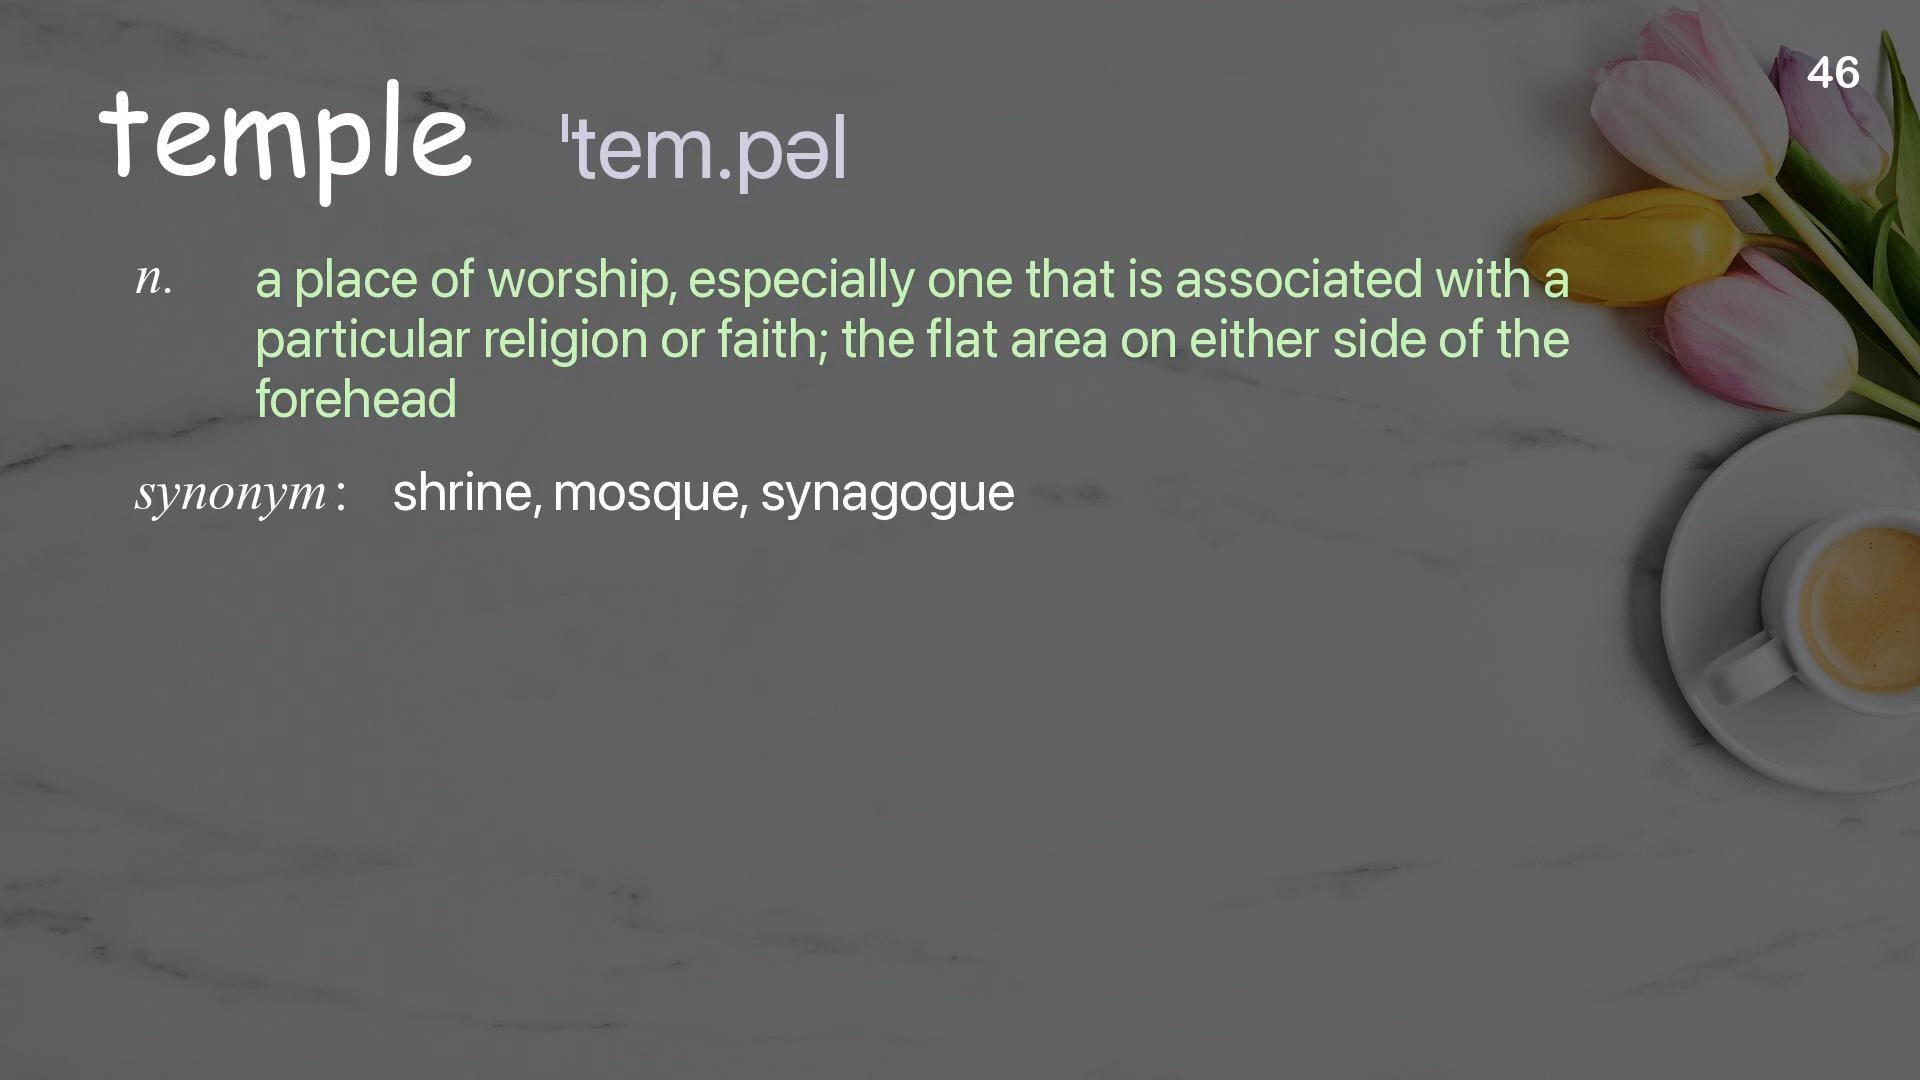 46
temple ˈtem.pəl
n. a place of worship, especially one that is associated with a
particular religion or faith; the flat area on either side of the
forehead
synonym: shrine, mosque, synagogue